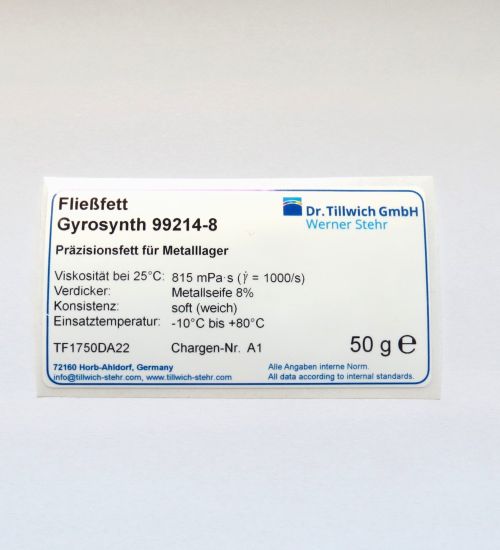 Fließfett
Gyrosynth 99214-8
Dr. Tillwich GmbH
Werner Stehr
Präzisionsfett für Metalllager
Viskosität bei 25°C: 815 mPa·s (γ̇ = 1000/s)
Verdicker: Metallseife 8%
Konsistenz: soft (weich)
Einsatztemperatur: -10°C bis +80°C
TF1750DA22 Chargen-Nr. A1 50 g ℮
72160 Horb-Ahldorf, Germany
info@tillwich-stehr.com, www.tillwich-stehr.com
Alle Angaben interne Norm.
All data according to internal standards.